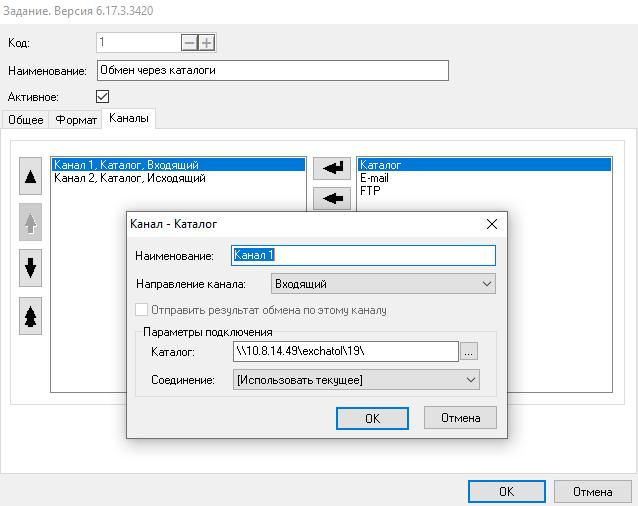 Задание. Версия 6.17.3.3420
Код: 1
Наименование: Обмен через каталоги
Активное:
Общее Формат Каналы
Канал 1, Каталог, Входящий
Канал 2, Каталог, Исходящий
Каталог
E-mail
FTP
Канал - Каталог
Наименование: Канал 1
Направление канала: Входящий
Отправить результат обмена по этому каналу
Параметры подключения
Каталог: \\10.8.14.49\exchatol\19\ ...
Соединение: [Использовать текущее]
OK Отмена
OK Отмена